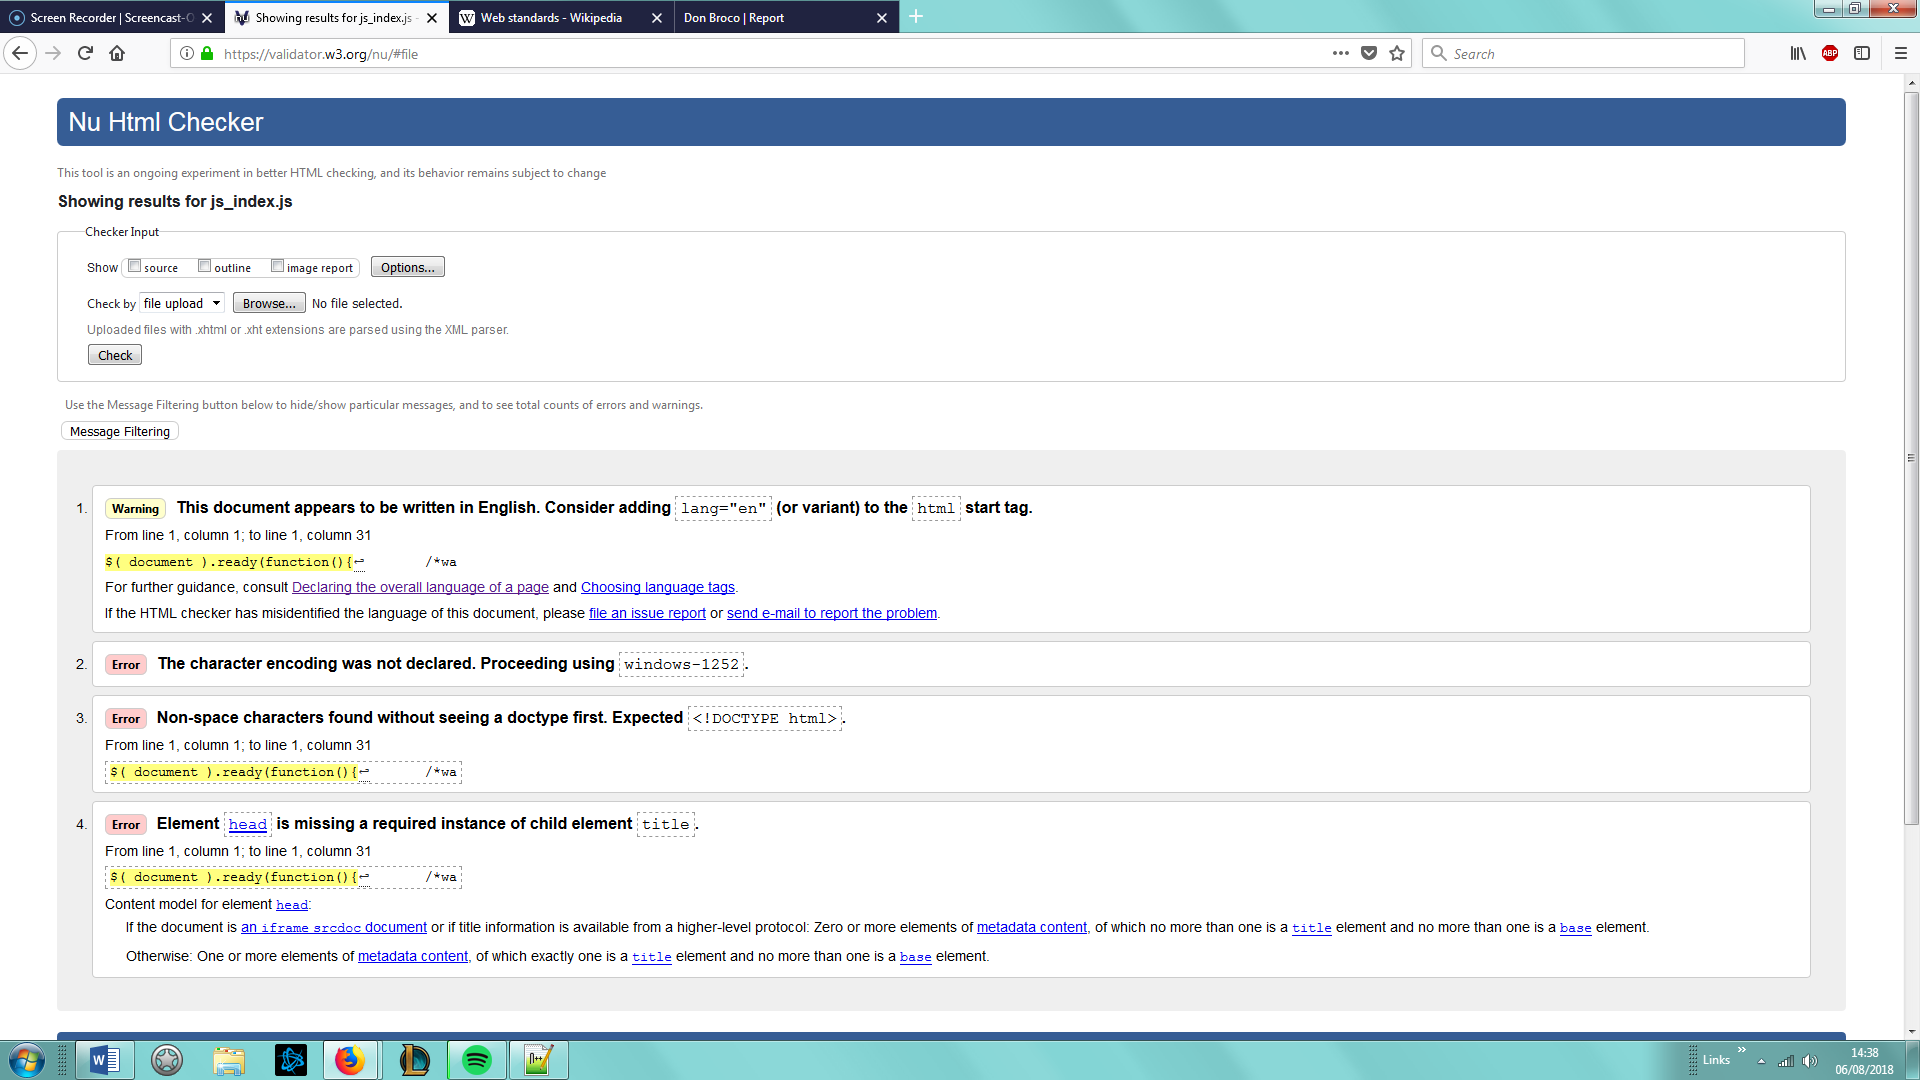 Screen Recorder | Screencast-O
Showing results for js_index.js -
Web standards - Wikipedia
Don Broco | Report
https://validator.w3.org/nu/#file
Search
ABP
Nu Html Checker
This tool is an ongoing experiment in better HTML checking, and its behavior remains subject to change
Showing results for js_index.js
Checker Input
Show source outline image report Options...
Check by file upload Browse... No file selected.
Uploaded files with .xhtml or .xht extensions are parsed using the XML parser.
Check
Use the Message Filtering button below to hide/show particular messages, and to see total counts of errors and warnings.
Message Filtering
1. Warning This document appears to be written in English. Consider adding lang="en" (or variant) to the html start tag.
From line 1, column 1; to line 1, column 31
$( document ).ready(function(){↩ /*wa
For further guidance, consult Declaring the overall language of a page and Choosing language tags.
If the HTML checker has misidentified the language of this document, please file an issue report or send e-mail to report the problem.
2. Error The character encoding was not declared. Proceeding using windows-1252.
3. Error Non-space characters found without seeing a doctype first. Expected <!DOCTYPE html>.
From line 1, column 1; to line 1, column 31
$( document ).ready(function(){↩ /*wa
4. Error Element head is missing a required instance of child element title.
From line 1, column 1; to line 1, column 31
$( document ).ready(function(){↩ /*wa
Content model for element head:
If the document is an iframe srcdoc document or if title information is available from a higher-level protocol: Zero or more elements of metadata content, of which no more than one is a title element and no more than one is a base element.
Otherwise: One or more elements of metadata content, of which exactly one is a title element and no more than one is a base element.
Links
14:38
06/08/2018